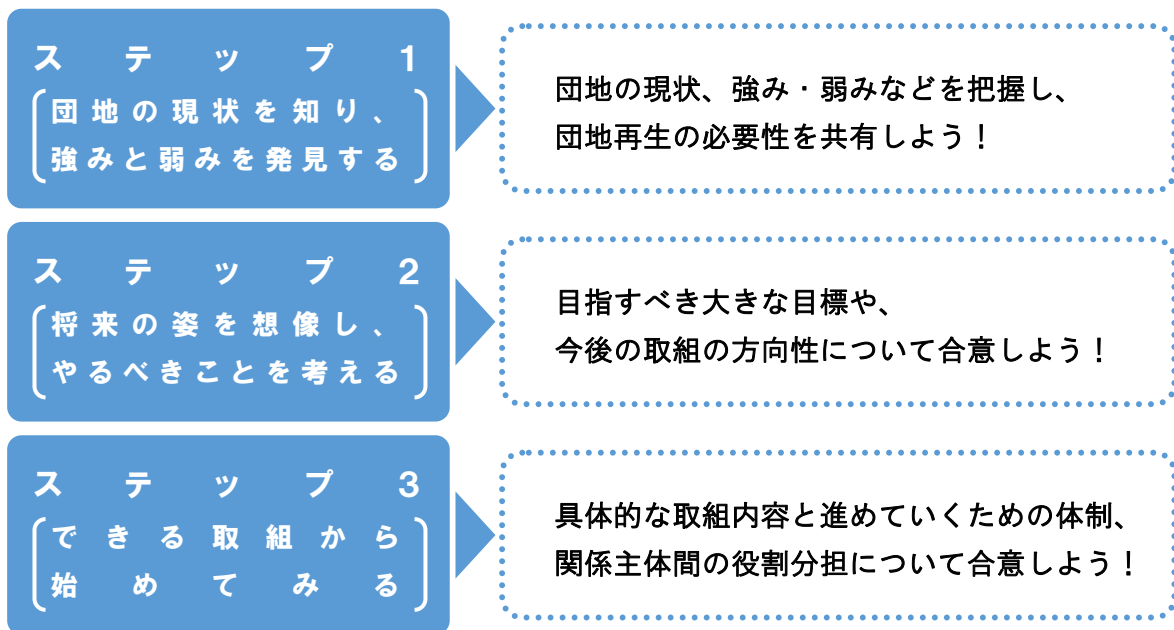 ステップ1
団地の現状を知り、
強みと弱みを発見する
団地の現状、強み・弱みなどを把握し、
団地再生の必要性を共有しよう！
ステップ2
将来の姿を想像し、
やるべきことを考える
目指すべき大きな目標や、
今後の取組の方向性について合意しよう！
ステップ3
できる取組から
始めてみる
具体的な取組内容と進めていくための体制、
関係主体間の役割分担について合意しよう！